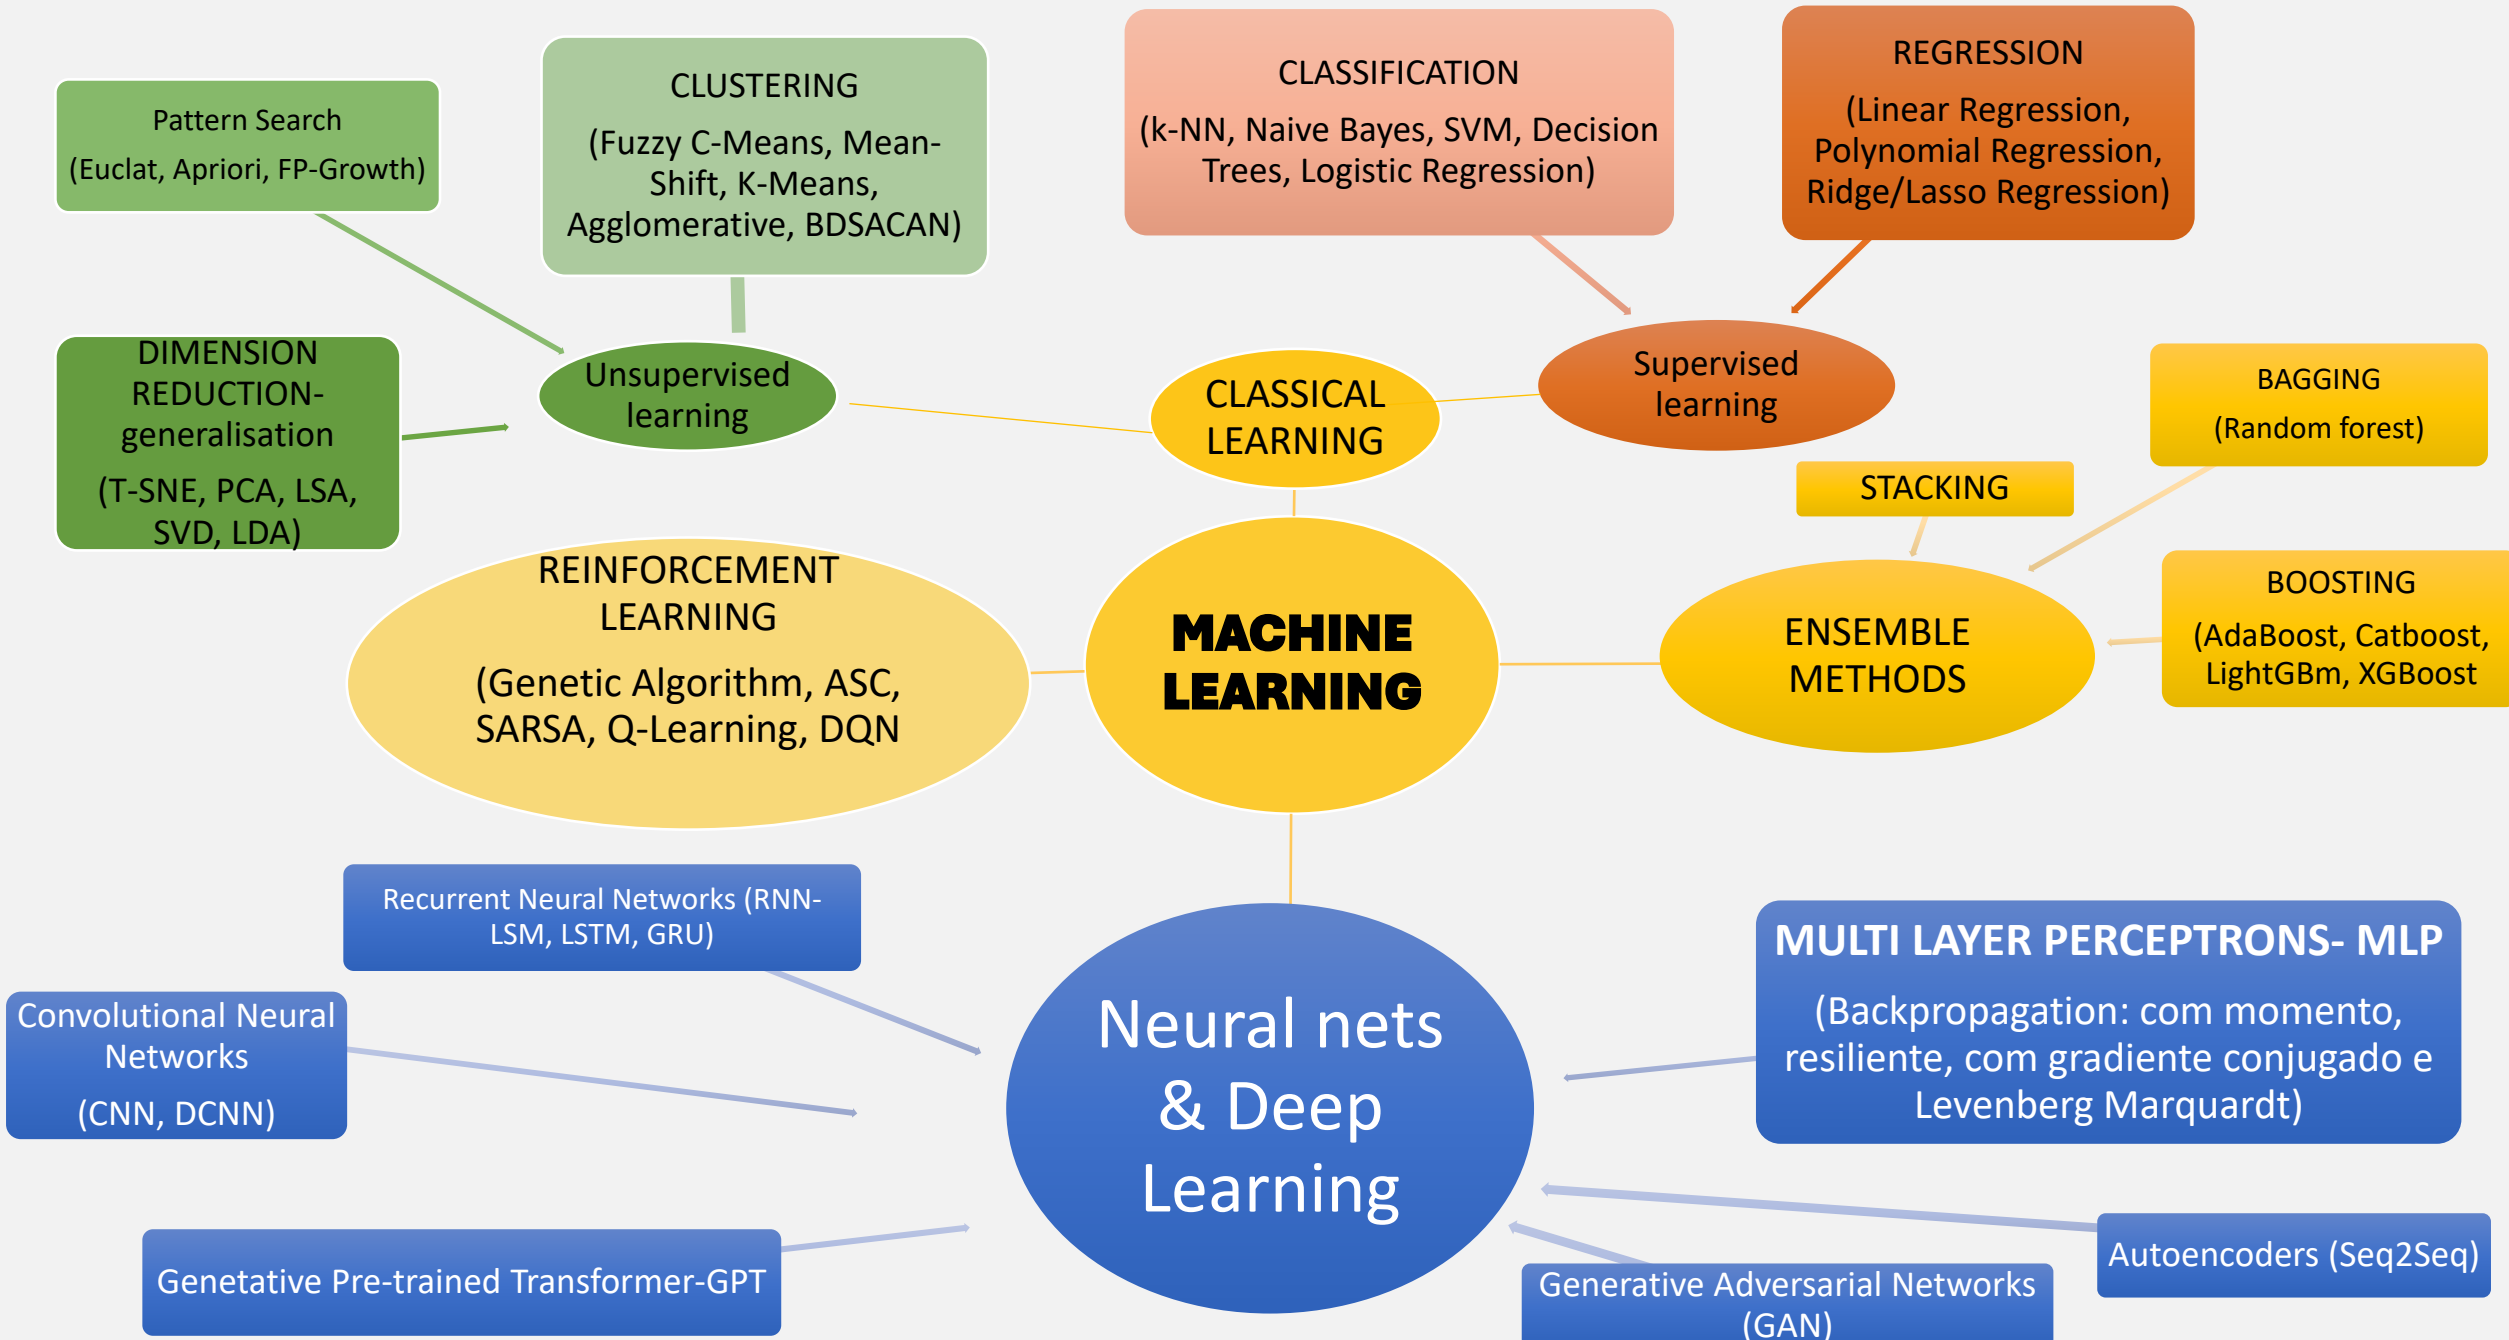 Pattern Search
(Euclat, Apriori, FP-Growth)
CLUSTERING
(Fuzzy C-Means, Mean-
Shift, K-Means,
Agglomerative, BDSACAN)
CLASSIFICATION
(k-NN, Naive Bayes, SVM, Decision
Trees, Logistic Regression)
REGRESSION
(Linear Regression,
Polynomial Regression,
Ridge/Lasso Regression)
DIMENSION
REDUCTION-
generalisation
(T-SNE, PCA, LSA,
SVD, LDA)
Unsupervised
learning
CLASSICAL
LEARNING
Supervised
learning
BAGGING
(Random forest)
STACKING
REINFORCEMENT
LEARNING
(Genetic Algorithm, ASC,
SARSA, Q-Learning, DQN
MACHINE
LEARNING
ENSEMBLE
METHODS
BOOSTING
(AdaBoost, Catboost,
LightGBm, XGBoost
Recurrent Neural Networks (RNN-
LSM, LSTM, GRU)
Convolutional Neural
Networks
(CNN, DCNN)
Neural nets
& Deep
Learning
MULTI LAYER PERCEPTRONS- MLP
(Backpropagation: com momento,
resiliente, com gradiente conjugado e
Levenberg Marquardt)
Genetative Pre-trained Transformer-GPT
Autoencoders (Seq2Seq)
Generative Adversarial Networks
(GAN)